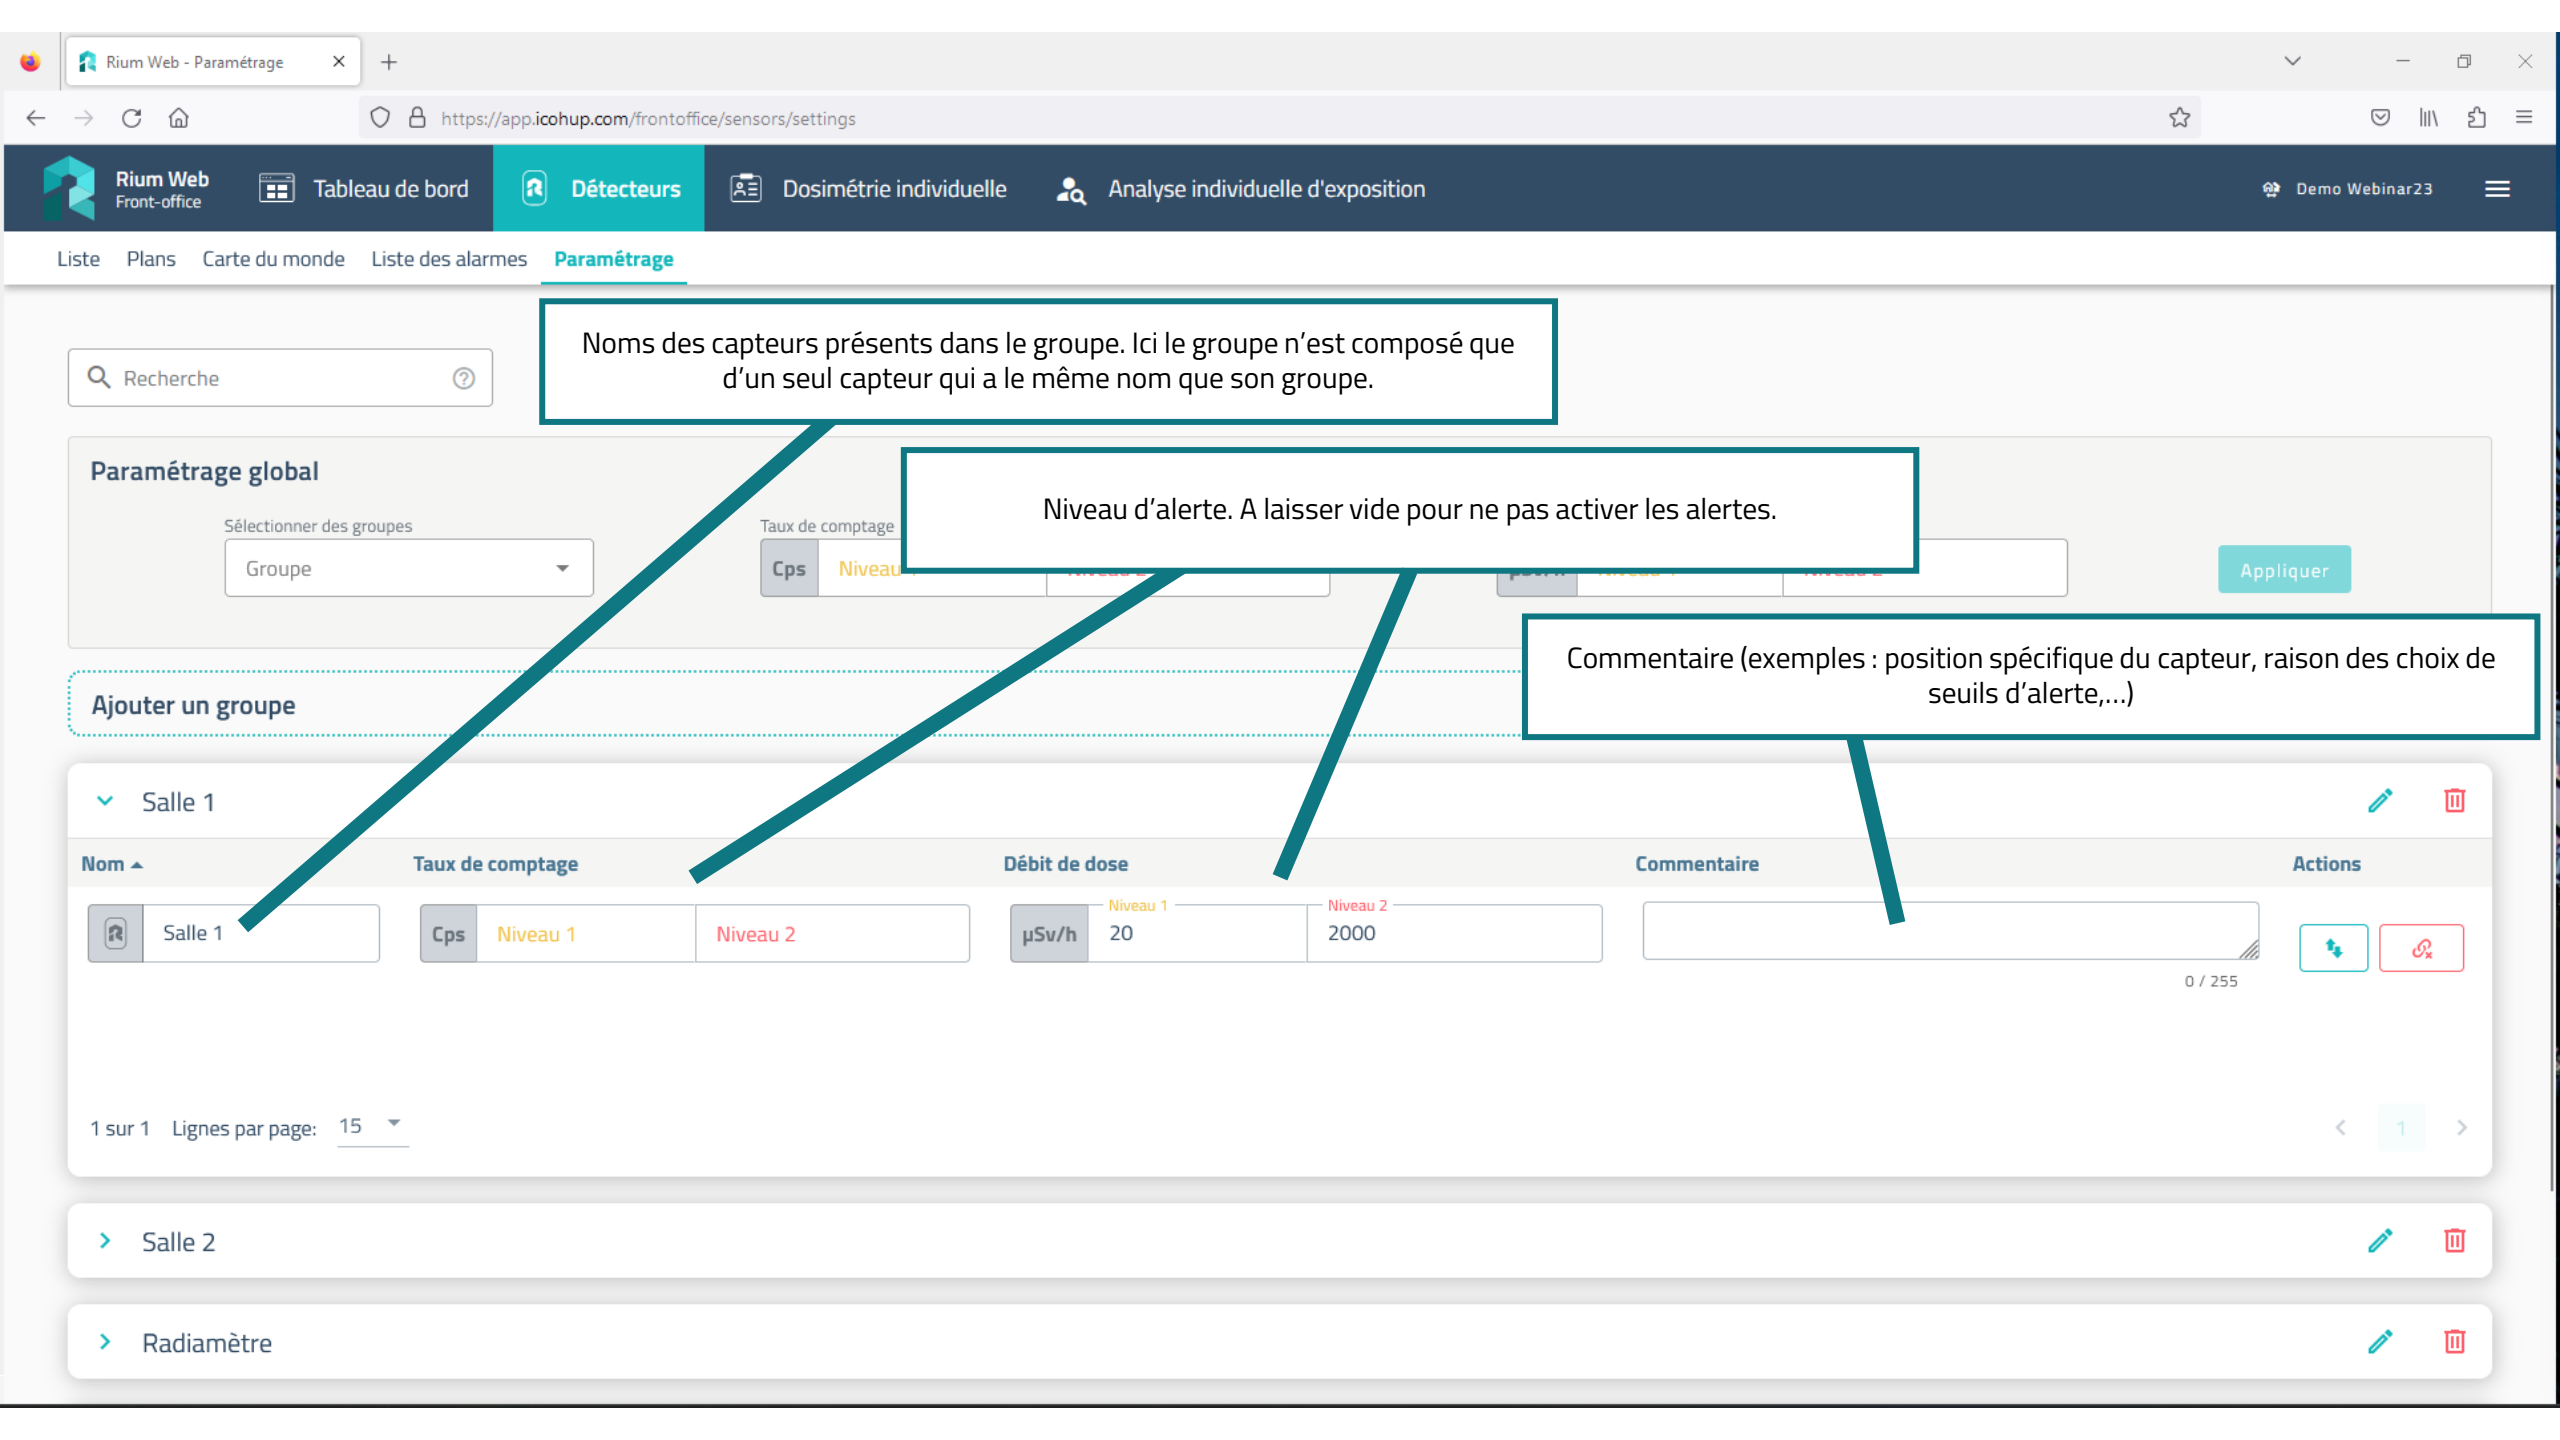 Rium Web - Paramétrage
https://app.icohup.com/frontoffice/sensors/settings
Rium Web
Front-office
Tableau de bord
Détecteurs
Dosimétrie individuelle
Analyse individuelle d'exposition
Demo Webinar23
Liste Plans Carte du monde Liste des alarmes Paramétrage
Noms des capteurs présents dans le groupe. Ici le groupe n’est composé que
d’un seul capteur qui a le même nom que son groupe.
Recherche
Paramétrage global
Niveau d’alerte. A laisser vide pour ne pas activer les alertes.
Sélectionner des groupes
Taux de comptage
Groupe
Cps Niveau
Appliquer
Commentaire (exemples : position spécifique du capteur, raison des choix de
seuils d’alerte,...)
Ajouter un groupe
Salle 1
Nom Taux de comptage Débit de dose Commentaire Actions
Salle 1
Cps Niveau 1 Niveau 2
µSv/h
Niveau 1 Niveau 2
20 2000
0 / 255
1 sur 1 Lignes par page: 15
1
Salle 2
Radiamètre